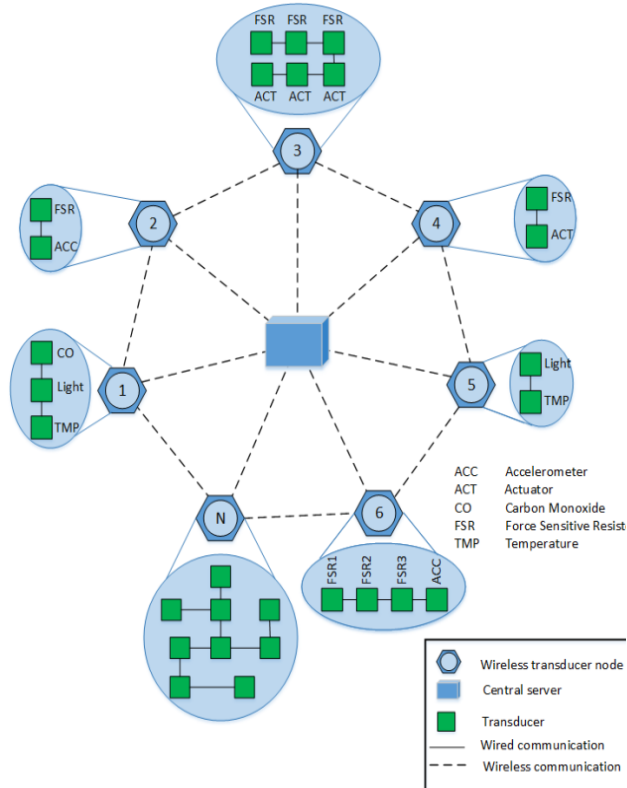 FSR FSR FSR
ACT ACT ACT
3
2
4
FSR
ACC
FSR
ACT
CO
Light
TMP
1
5
Light
TMP
ACC Accelerometer
ACT Actuator
CO Carbon Monoxide
FSR Force Sensitive Resist
TMP Temperature
N
6
FSR1 FSR2 FSR3 ACC
Wireless transducer node
Central server
Transducer
Wired communication
Wireless communication